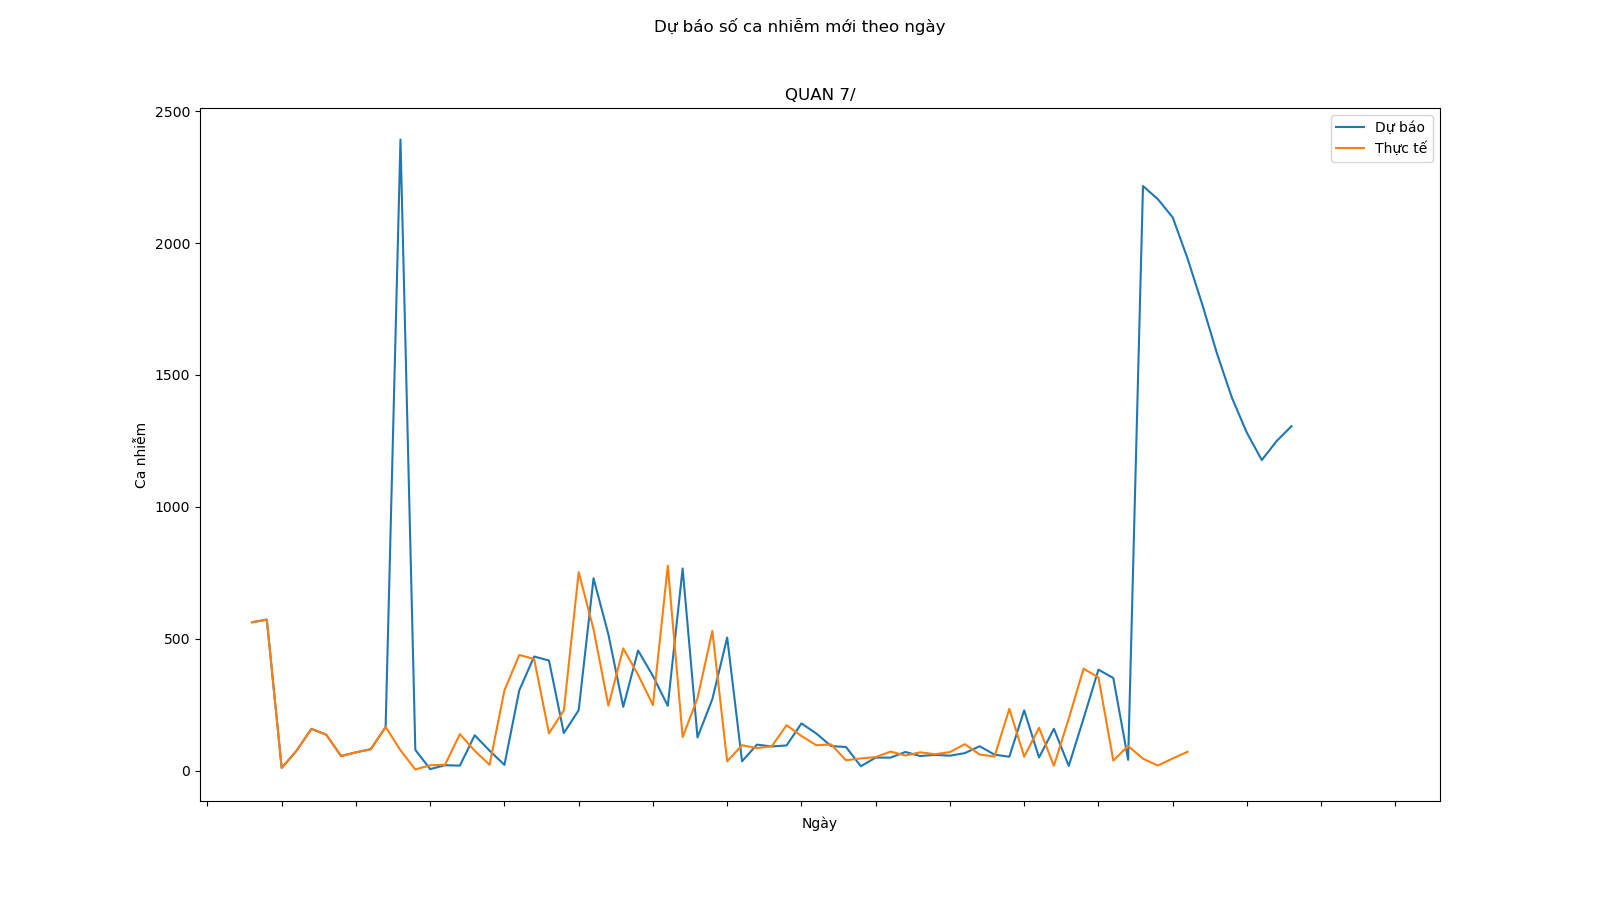 Dự báo số ca nhiễm mới theo ngày
QUAN 7/
2500
2000
1500
1000
500
0
Ca nhiễm
Dự báo
Thực tế
Ngày